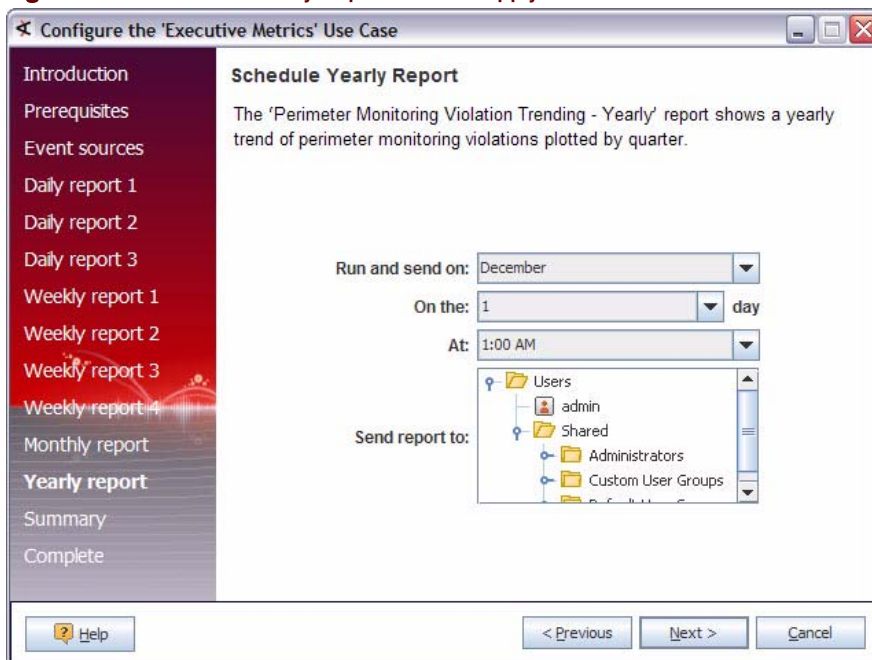 Configure the 'Executive Metrics' Use Case
Introduction
Prerequisites
Event sources
Daily report 1
Daily report 2
Daily report 3
Weekly report 1
Weekly report 2
Weekly report 3
Weekly report 4
Monthly report
Yearly report
Summary
Complete
Schedule Yearly Report
The 'Perimeter Monitoring Violation Trending - Yearly' report shows a yearly
trend of perimeter monitoring violations plotted by quarter.
Run and send on: December
On the: 1 day
At: 1:00 AM
Send report to:
Users
admin
Shared
Administrators
Custom User Groups
Help
< Previous
Next >
Cancel